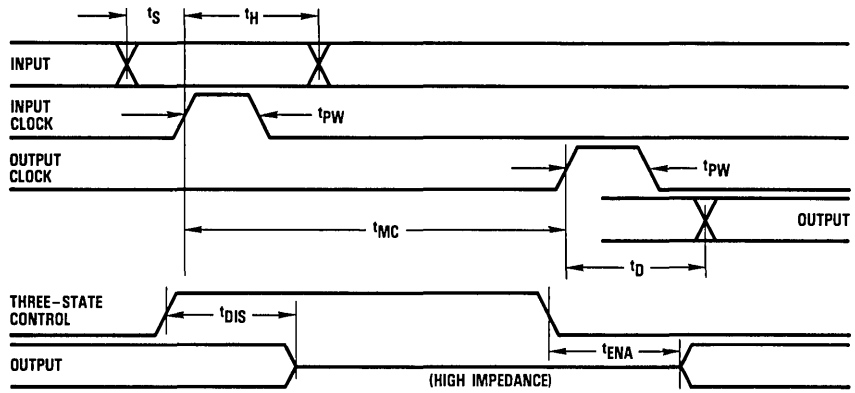 tS tH
INPUT
INPUT
CLOCK
tPW
OUTPUT
CLOCK
tPW
OUTPUT
tMC
tD
THREE-STATE
CONTROL
tDIS
tENA
OUTPUT
(HIGH IMPEDANCE)